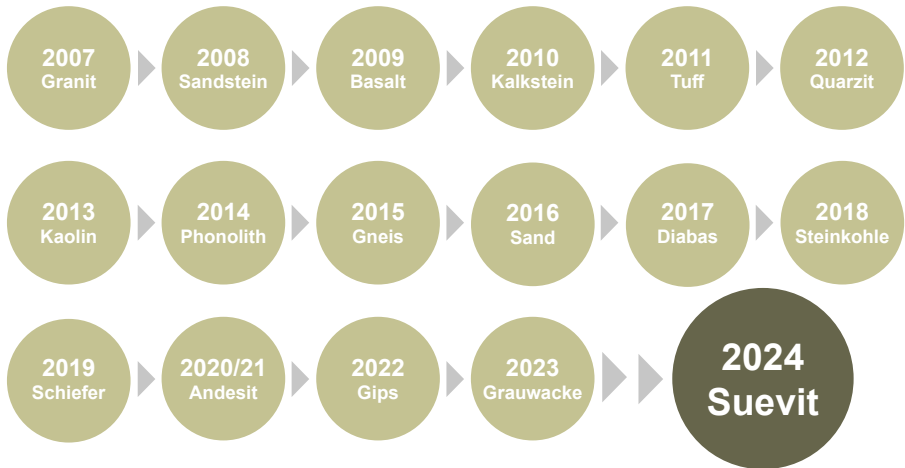 2007
Granit
2008
Sandstein
2009
Basalt
2010
Kalkstein
2011
Tuff
2012
Quarzit
2013
Kaolin
2014
Phonolith
2015
Gneis
2016
Sand
2017
Diabas
2018
Steinkohle
2019
Schiefer
2020/21
Andesit
2022
Gips
2023
Grauwacke
2024
Suevit